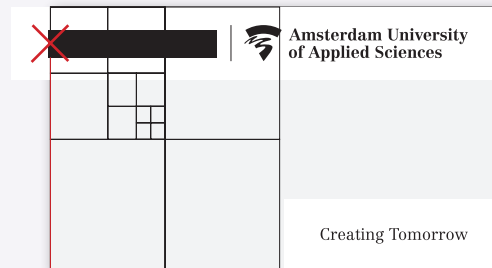 Amsterdam University
of Applied Sciences
Creating Tomorrow